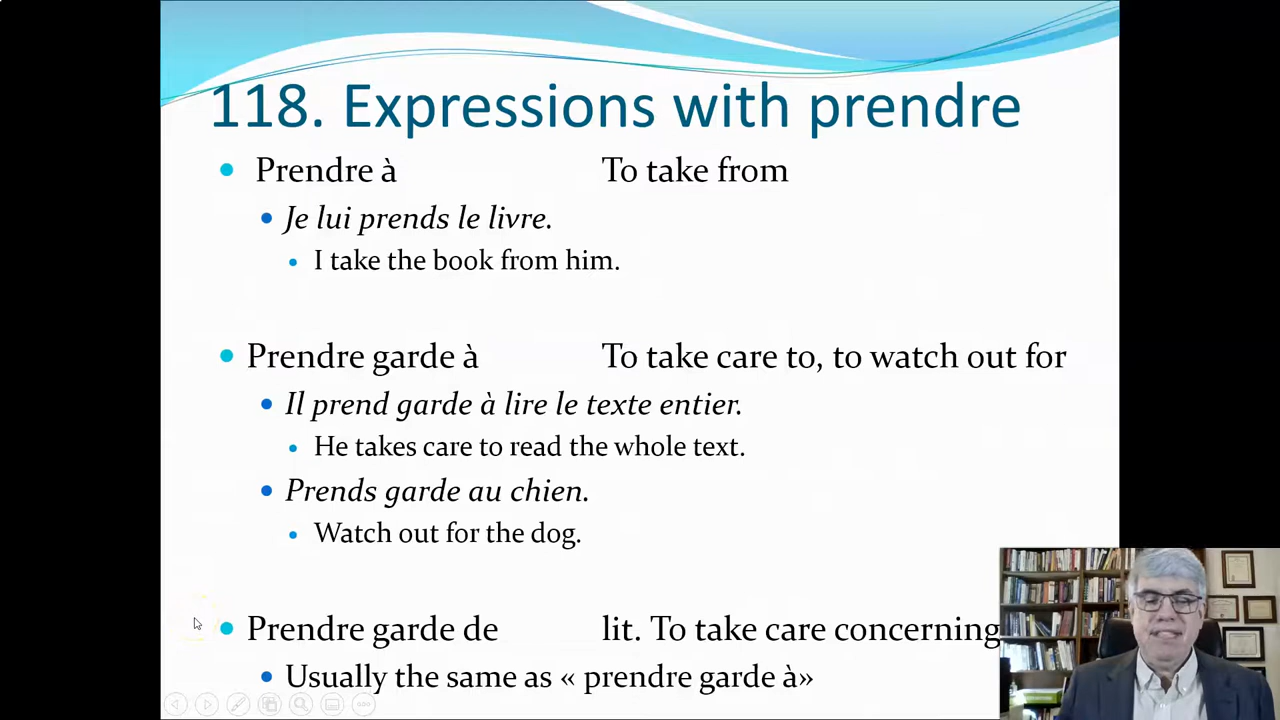 118. Expressions with prendre
Prendre à To take from
Je lui prends le livre.
I take the book from him.
Prendre garde à To take care to, to watch out for
Il prend garde à lire le texte entier.
He takes care to read the whole text.
Prends garde au chien.
Watch out for the dog.
Prendre garde de lit. To take care concerning
Usually the same as « prendre garde à»